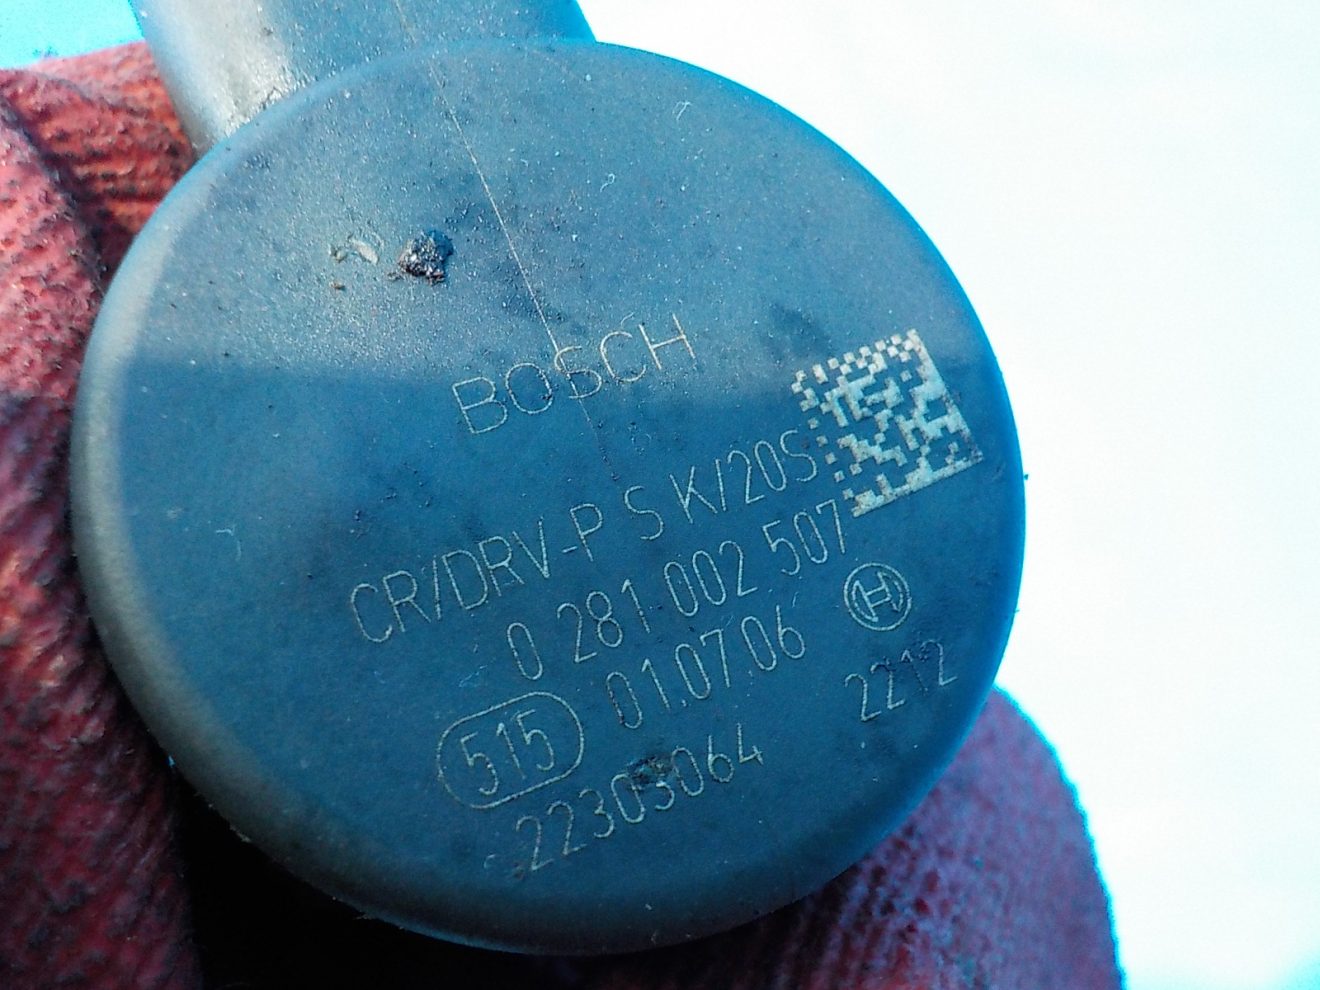 BOSCH
CR/DRV-P S K/20S
0 281 002 507
515 01.07.06
22303064 2212